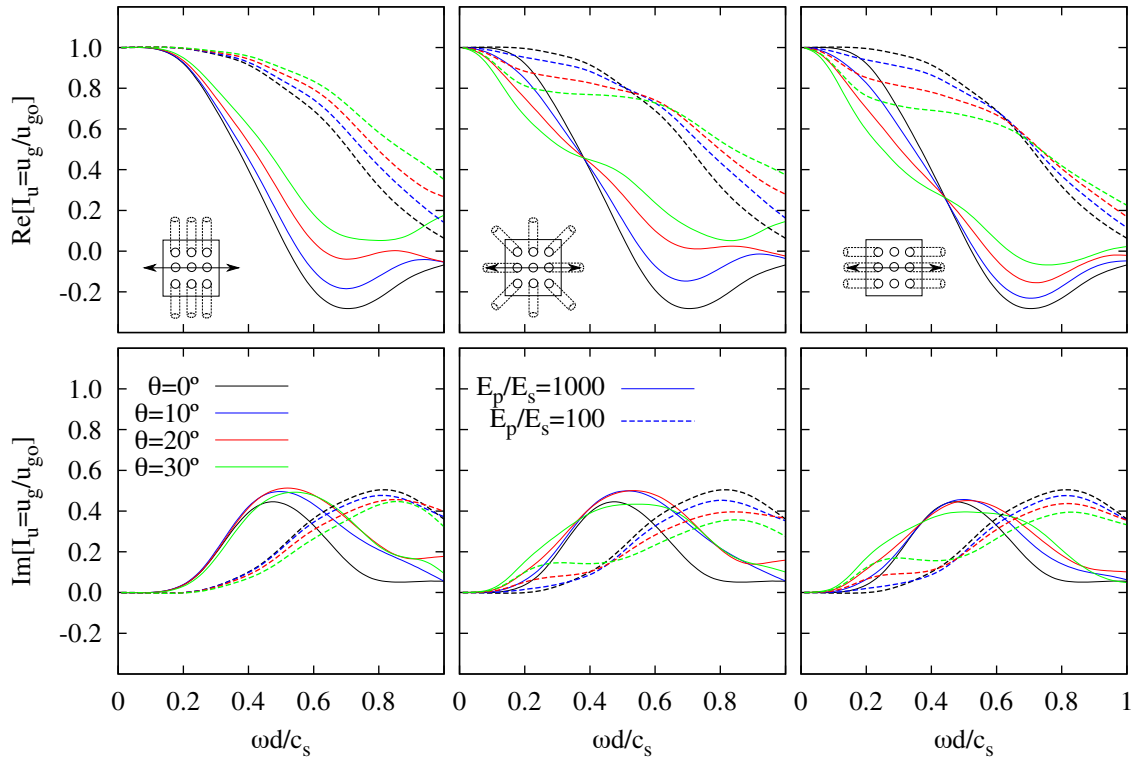 Re[I_u=u_g/u_go]
1.0
0.8
0.6
0.4
0.2
0.0
-0.2
Im[I_u=u_g/u_go]
1.0
0.8
0.6
0.4
0.2
0.0
-0.2
θ=0º
θ=10º
θ=20º
θ=30º
E_p/E_s=1000
E_p/E_s=100
0 0.2 0.4 0.6 0.8 0 0.2 0.4 0.6 0.8 0 0.2 0.4 0.6 0.8 1
ωd/c_s ωd/c_s ωd/c_s